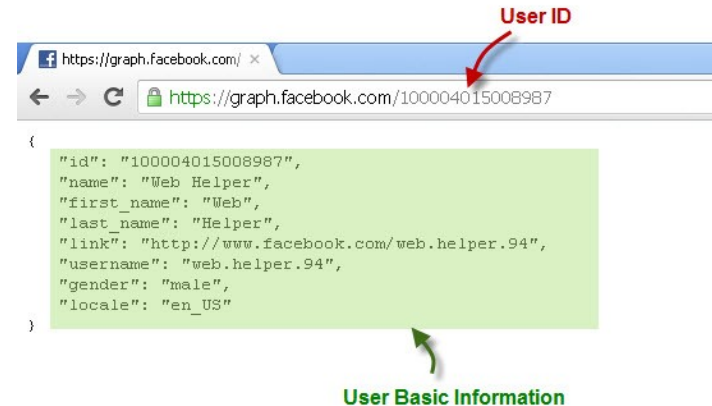 User ID
https://graph.facebook.com/ ×
https://graph.facebook.com/100004015008987
{
"id": "100004015008987",
"name": "Web Helper",
"first_name": "Web",
"last_name": "Helper",
"link": "http://www.facebook.com/web.helper.94",
"username": "web.helper.94",
"gender": "male",
"locale": "en_US"
}
User Basic Information